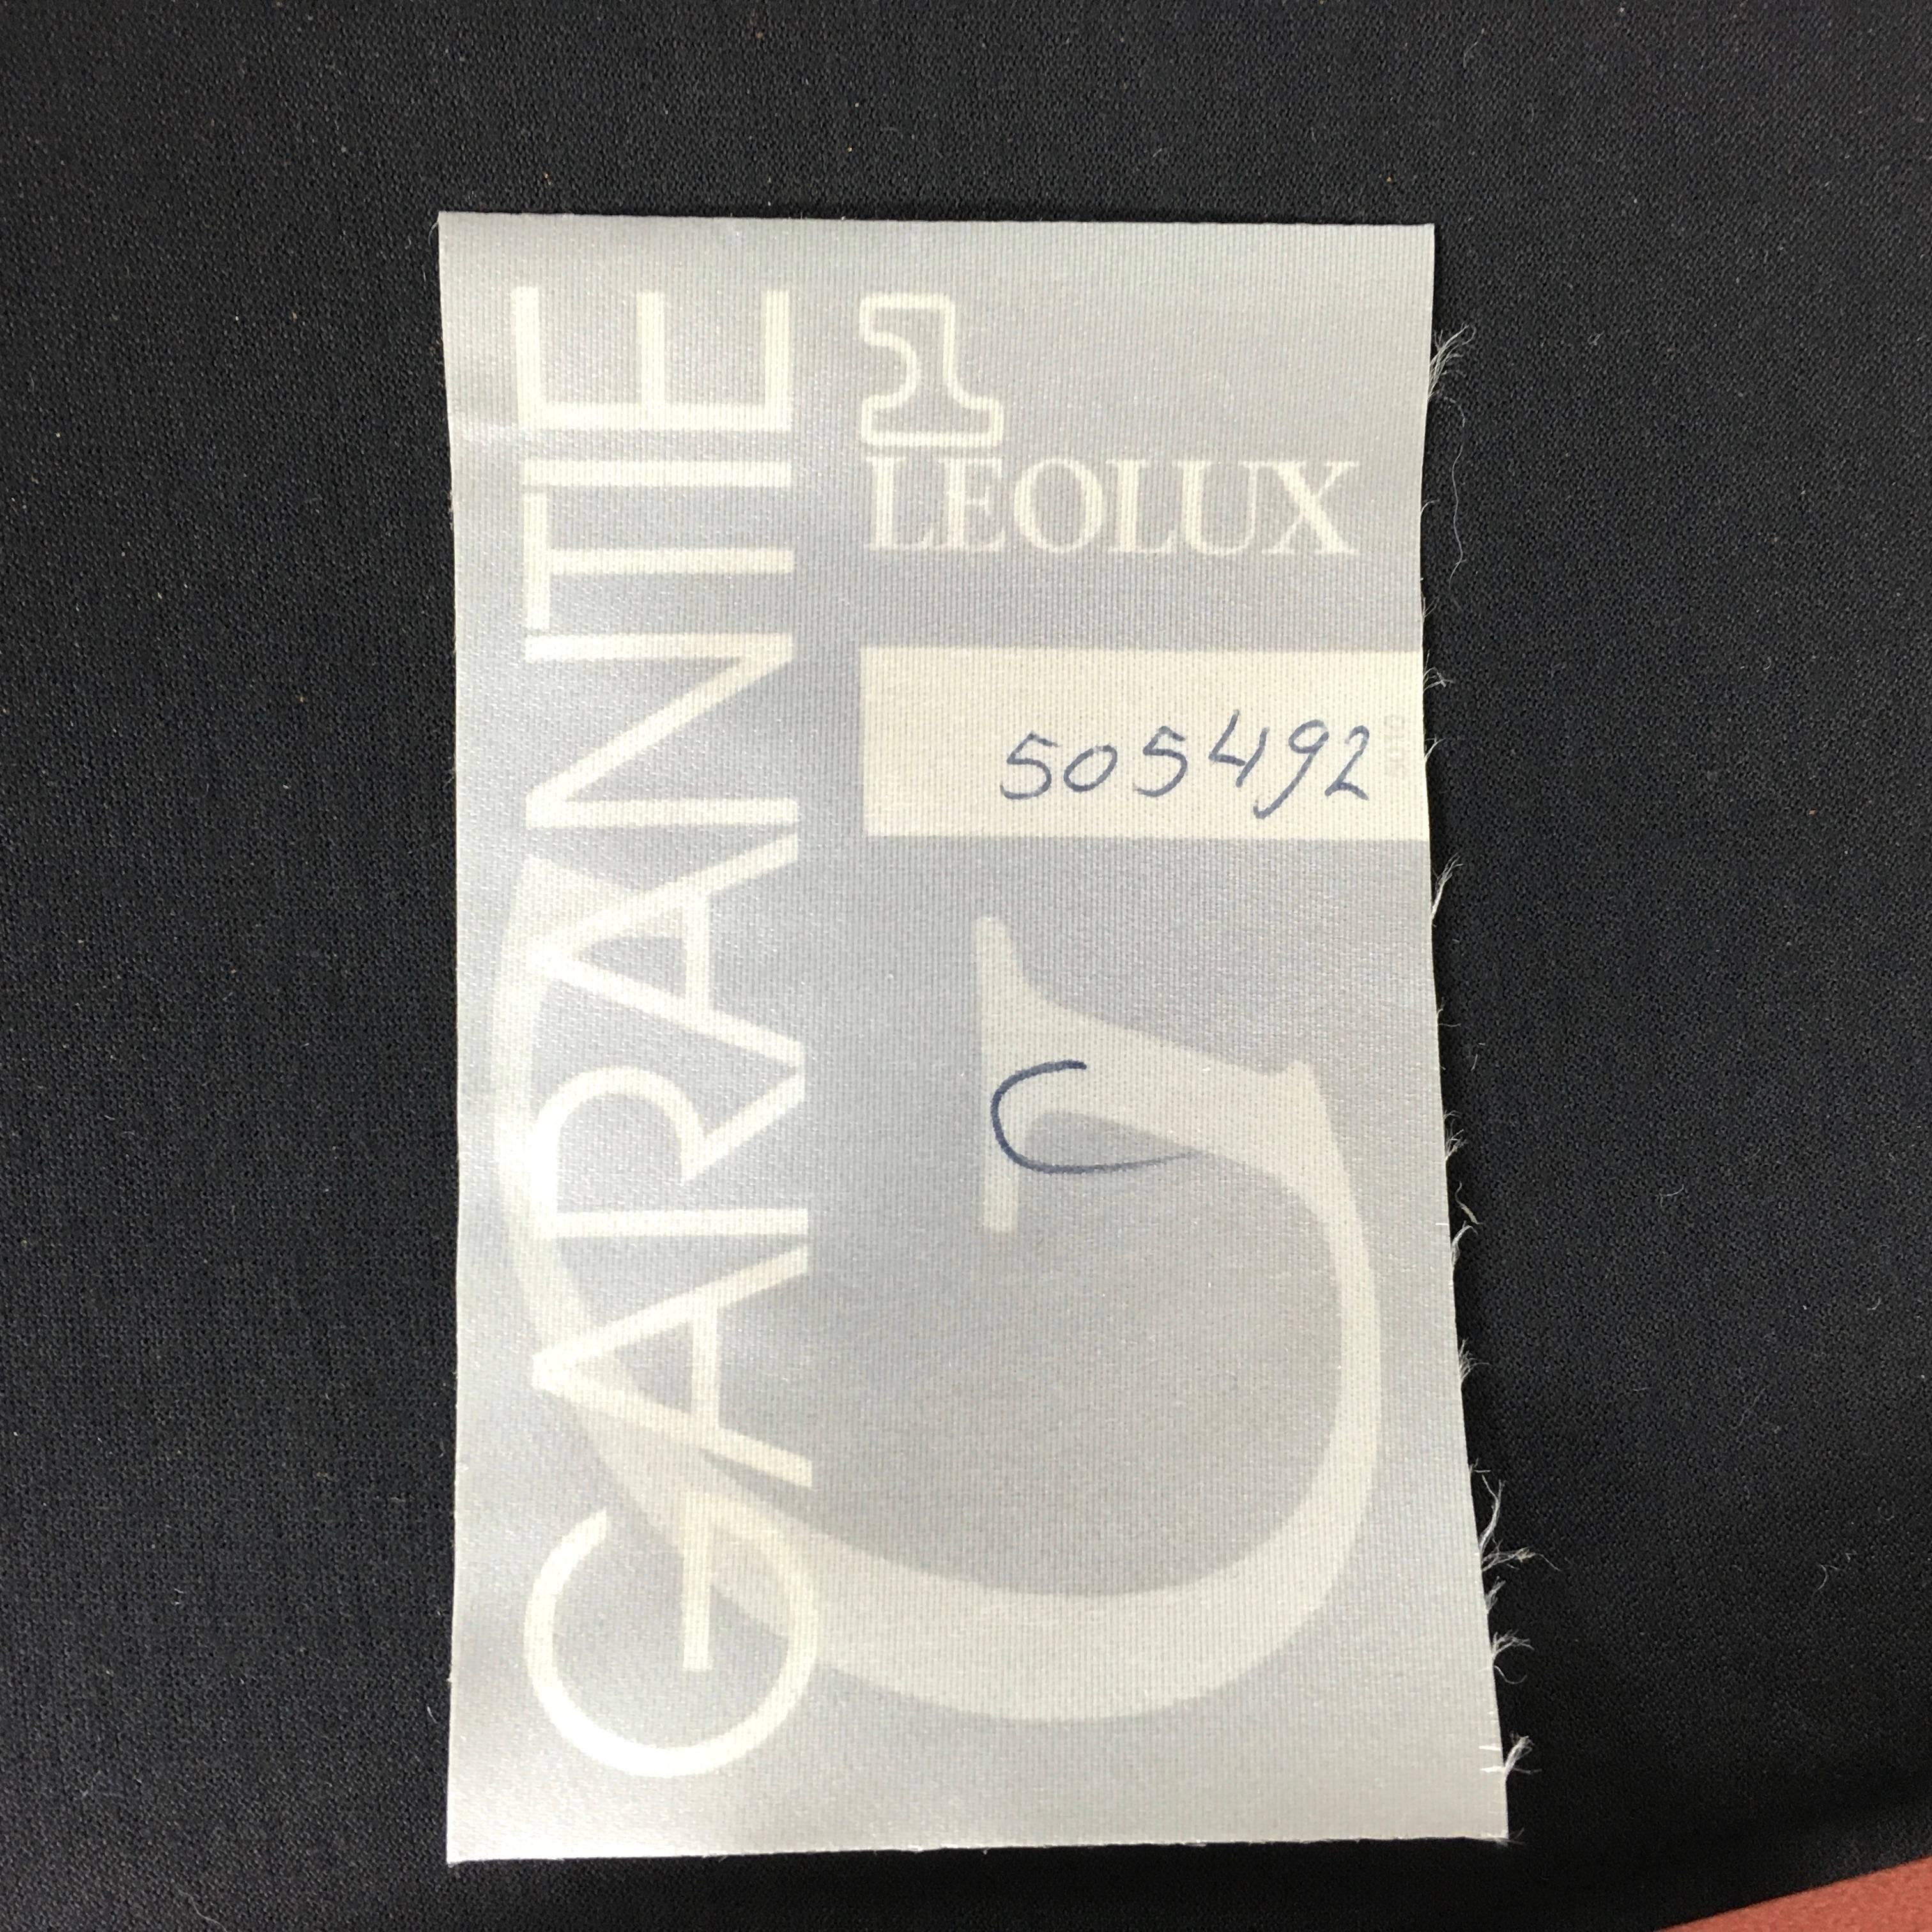 GARANTIE
LEOLUX
505492
G
C